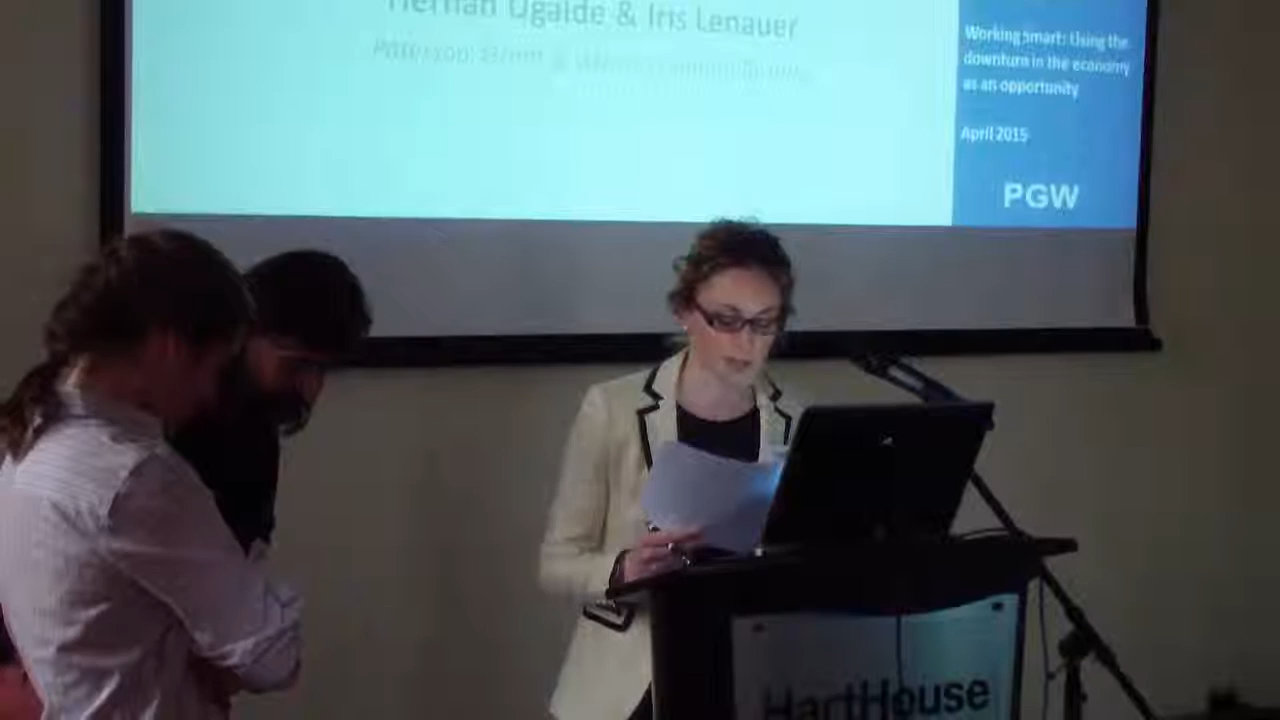 Hernan Ugalde & Iris Lenauer
Working Smart: Using the
downturn in the economy
as an opportunity
April 2015
PGW
HartHouse